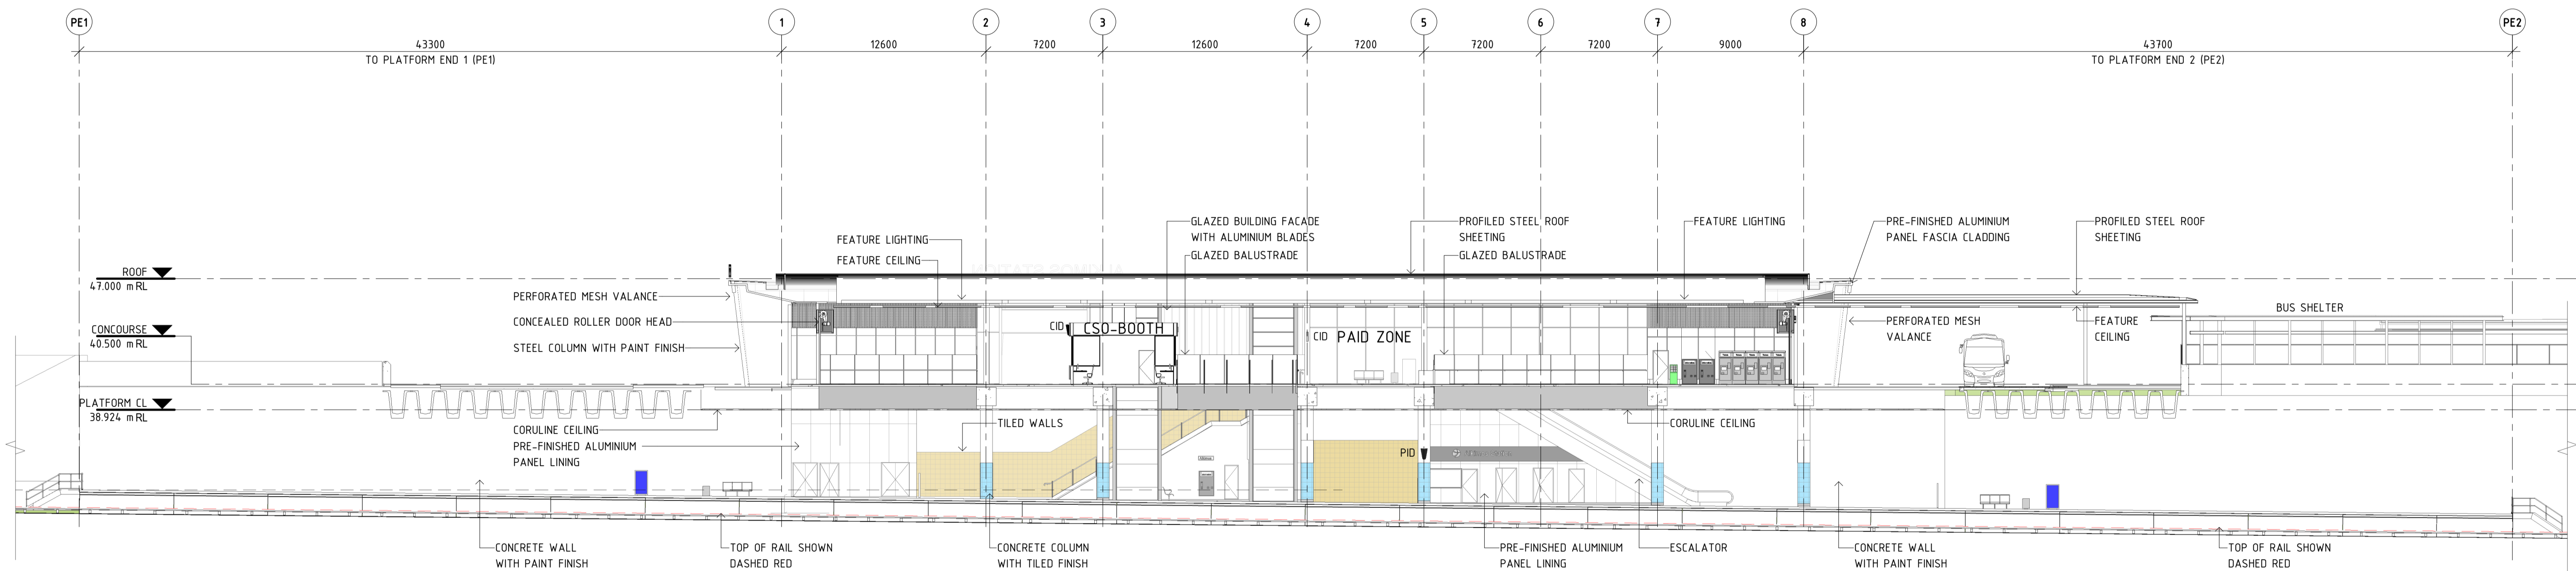 PE1
1
2
3
4
5
6
7
8
PE2
43300
12600
7200
12600
7200
7200
7200
9000
43700
TO PLATFORM END 1 (PE1)
TO PLATFORM END 2 (PE2)
GLAZED BUILDING FACADE
WITH ALUMINIUM BLADES
PROFILED STEEL ROOF
SHEETING
FEATURE LIGHTING
PRE-FINISHED ALUMINIUM
PANEL FASCIA CLADDING
PROFILED STEEL ROOF
SHEETING
FEATURE LIGHTING
FEATURE CEILING
GLAZED BALUSTRADE
GLAZED BALUSTRADE
ROOF
47.000 m RL
PERFORATED MESH VALANCE
CONCEALED ROLLER DOOR HEAD
STEEL COLUMN WITH PAINT FINISH
CONCOURSE
40.500 m RL
CID
CSO-BOOTH
CID
PAID ZONE
PERFORATED MESH
VALANCE
FEATURE
CEILING
BUS SHELTER
PLATFORM CL
38.924 m RL
CORULINE CEILING
PRE-FINISHED ALUMINIUM
PANEL LINING
TILED WALLS
CORULINE CEILING
PID
CONCRETE WALL
WITH PAINT FINISH
TOP OF RAIL SHOWN
DASHED RED
CONCRETE COLUMN
WITH TILED FINISH
PRE-FINISHED ALUMINIUM
PANEL LINING
ESCALATOR
CONCRETE WALL
WITH PAINT FINISH
TOP OF RAIL SHOWN
DASHED RED